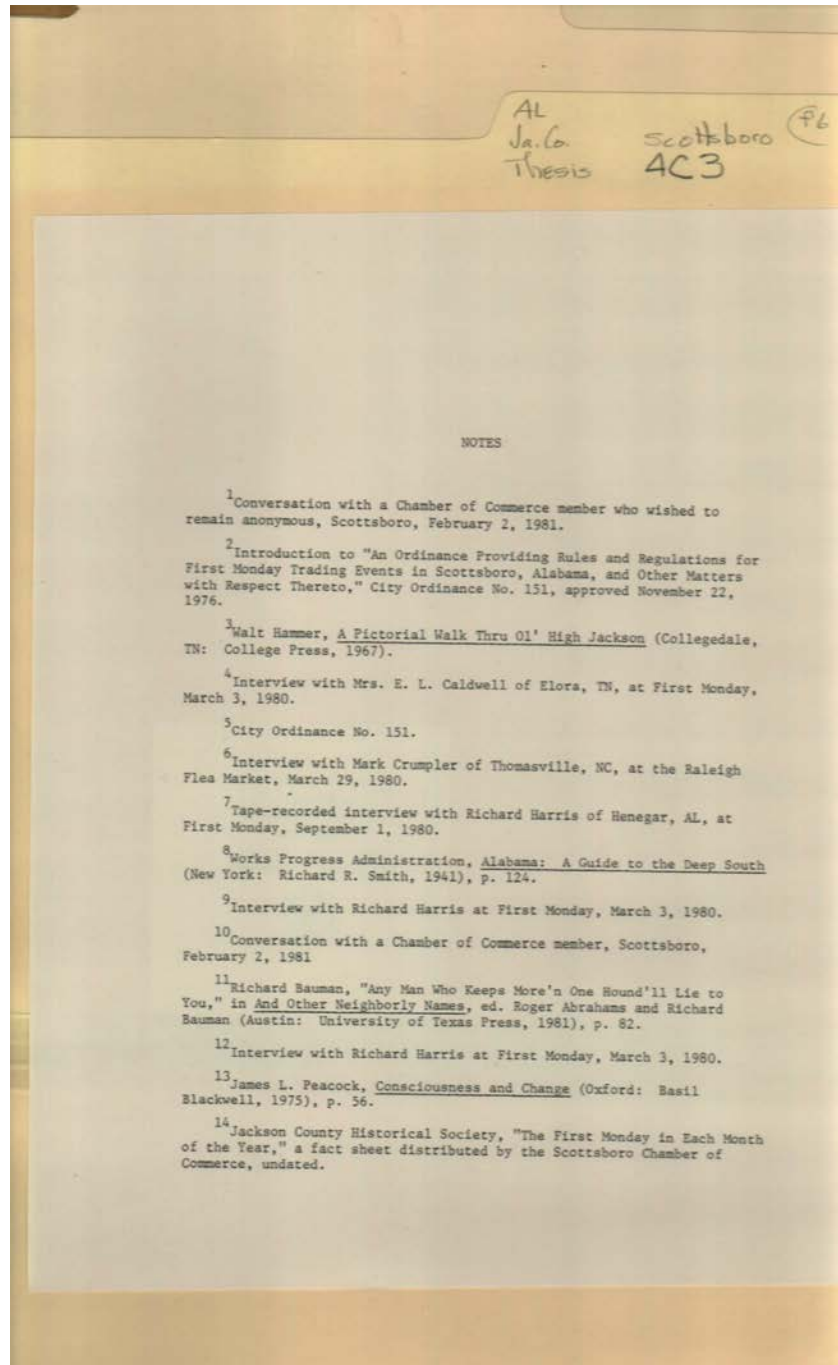 AL
Ja. Co. Scottsboro
Thesis 4C3
NOTES
1Conversation with a Chamber of Commerce member who wished to
remain anonymous, Scottsboro, February 2, 1981.
2Introduction to "An Ordinance Providing Rules and Regulations for
First Monday Trading Events in Scottsboro, Alabama, and Other Matters
with Respect Thereto," City Ordinance No. 151, approved November 22,
1976.
3Walt Hammer, A Pictorial Walk Thru Ol' High Jackson (Collegedale,
TN: College Press, 1967).
4Interview with Mrs. E. L. Caldwell of Elora, TN, at First Monday,
March 3, 1980.
5City Ordinance No. 151.
6Interview with Mark Crumpler of Thomasville, NC, at the Raleigh
Flea Market, March 29, 1980.
7Tape-recorded interview with Richard Harris of Henegar, AL, at
First Monday, September 1, 1980.
8Works Progress Administration, Alabama: A Guide to the Deep South
(New York: Richard R. Smith, 1941), p. 124.
9Interview with Richard Harris at First Monday, March 3, 1980.
10Conversation with a Chamber of Commerce member, Scottsboro,
February 2, 1981
11Richard Bauman, "Any Man Who Keeps More'n One Hound'll Lie to
You," in And Other Neighborly Names, ed. Roger Abrahams and Richard
Bauman (Austin: University of Texas Press, 1981), p. 82.
12Interview with Richard Harris at First Monday, March 3, 1980.
13James L. Peacock, Consciousness and Change (Oxford: Basil
Blackwell, 1975), p. 56.
14Jackson County Historical Society, "The First Monday in Each Month
of the Year," a fact sheet distributed by the Scottsboro Chamber of
Commerce, undated.